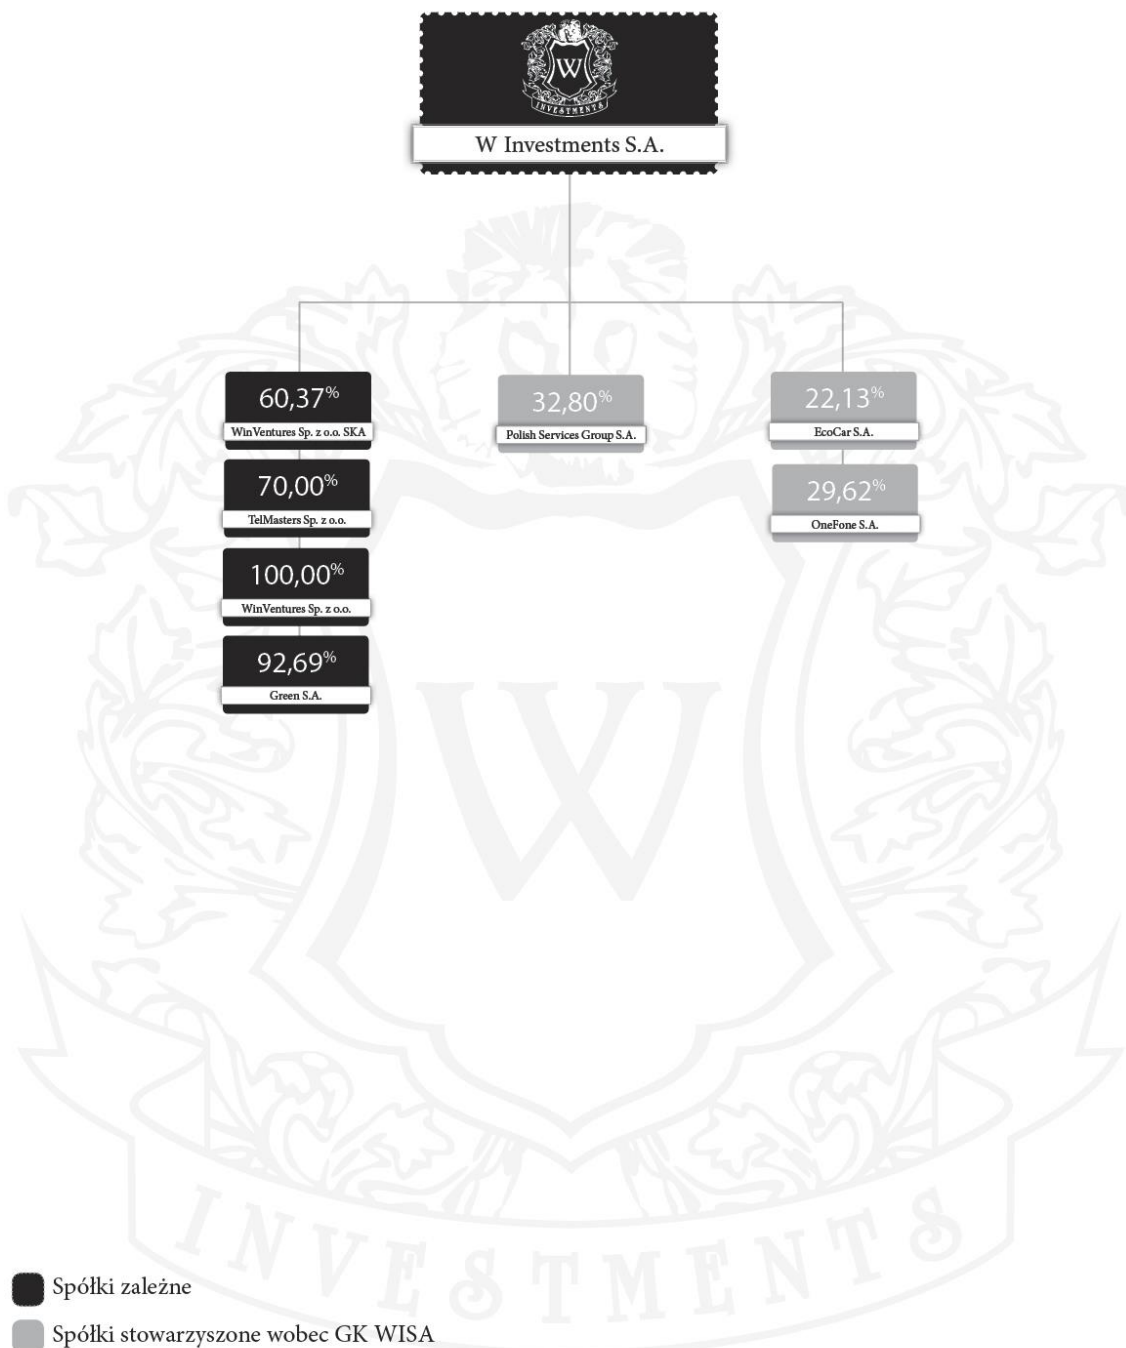 W
INVESTMENTS
W Investments S.A.
60,37%
WinVentures Sp. z o.o. SKA
70,00%
TelMasters Sp. z o.o.
100,00%
WinVentures Sp. z o.o.
92,69%
Green S.A.
32,80%
Polish Services Group S.A.
22,13%
EcoCar S.A.
29,62%
OneFone S.A.
W
INVESTMENTS
Spółki zależne
Spółki stowarzyszone wobec GK WISA